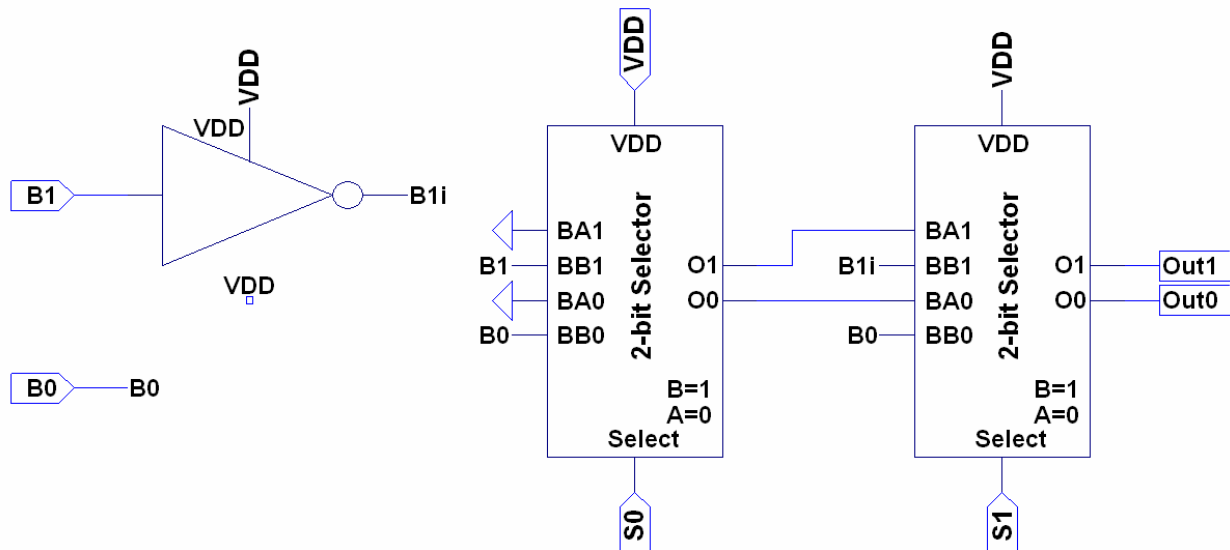 VDD
VDD
B1
B1i
VDD
B0
B0
VDD
VDD
BA1
B1
BB1
BA0
B0
BB0
O1
O0
2-bit Selector
B=1
A=0
Select
S0
VDD
VDD
BA1
B1i
BB1
BA0
B0
BB0
O1
O0
2-bit Selector
B=1
A=0
Select
S1
Out1
Out0